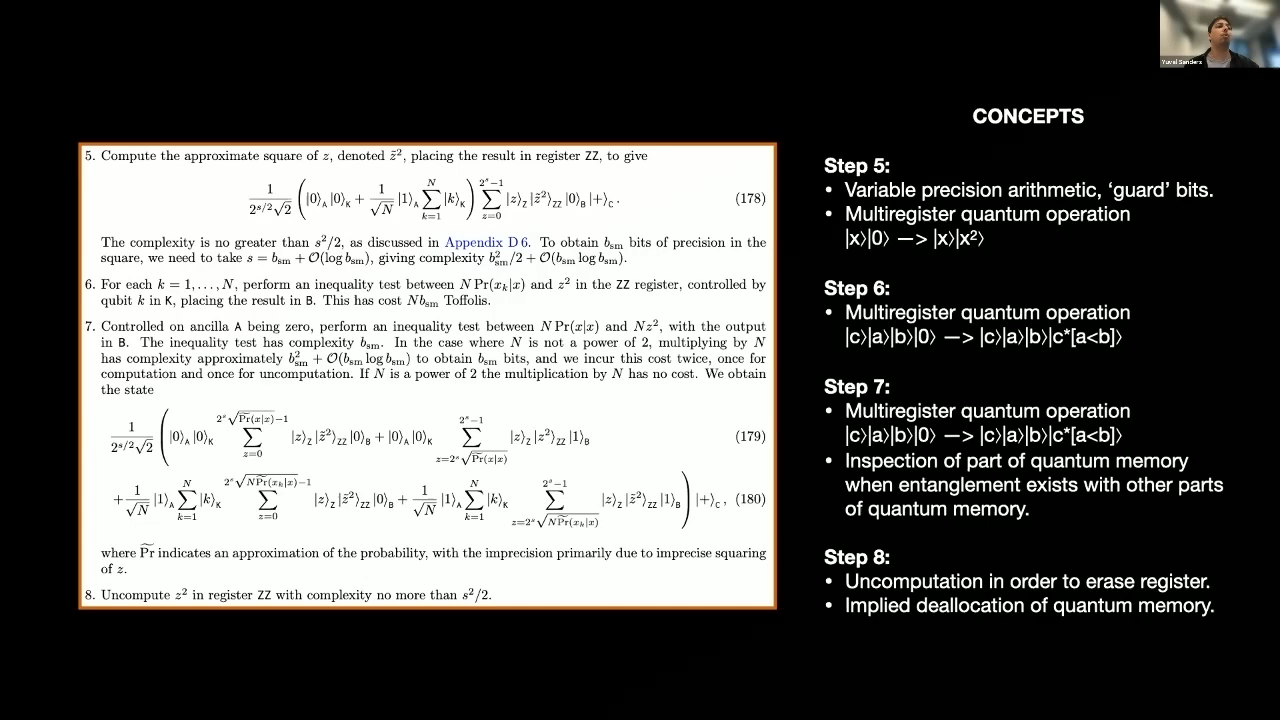 Yuval Sanders
5. Compute the approximate square of z, denoted z̃², placing the result in register ZZ, to give
1/(2^{s/2}√2) (|0⟩_A |0⟩_K + 1/√N |1⟩_A ∑_{k=1}^{N} |k⟩_K) ∑_{z=0}^{2^s−1} |z⟩_Z |z̃²⟩_ZZ |0⟩_B |+⟩_C . (178)
The complexity is no greater than s²/2, as discussed in Appendix D 6. To obtain b_sm bits of precision in the
square, we need to take s = b_sm + O(log b_sm), giving complexity b²_sm/2 + O(b_sm log b_sm).
6. For each k = 1, . . . , N, perform an inequality test between N Pr(x_k|x) and z² in the ZZ register, controlled by
qubit k in K, placing the result in B. This has cost Nb_sm Toffolis.
7. Controlled on ancilla A being zero, perform an inequality test between N Pr(x|x) and Nz², with the output
in B. The inequality test has complexity b_sm. In the case where N is not a power of 2, multiplying by N
has complexity approximately b²_sm + O(b_sm log b_sm) to obtain b_sm bits, and we incur this cost twice, once for
computation and once for uncomputation. If N is a power of 2 the multiplication by N has no cost. We obtain
the state
1/(2^{s/2}√2) (|0⟩_A |0⟩_K ∑_{z=0}^{2^s√P̃r(x|x)−1} |z⟩_Z |z̃²⟩_ZZ |0⟩_B + |0⟩_A |0⟩_K ∑_{z=2^s√P̃r(x|x)}^{2^s−1} |z⟩_Z |z²⟩_ZZ |1⟩_B (179)
+ 1/√N |1⟩_A ∑_{k=1}^{N} |k⟩_K ∑_{z=0}^{2^s√NP̃r(x_k|x)−1} |z⟩_Z |z̃²⟩_ZZ |0⟩_B + 1/√N |1⟩_A ∑_{k=1}^{N} |k⟩_K ∑_{z=2^s√NP̃r(x_k|x)}^{2^s−1} |z⟩_Z |z̃²⟩_ZZ |1⟩_B) |+⟩_C , (180)
where P̃r indicates an approximation of the probability, with the imprecision primarily due to imprecise squaring
of z.
8. Uncompute z² in register ZZ with complexity no more than s²/2.
CONCEPTS
Step 5:
• Variable precision arithmetic, ‘guard’ bits.
• Multiregister quantum operation
|x⟩|0⟩ —> |x⟩|x²⟩
Step 6:
• Multiregister quantum operation
|c⟩|a⟩|b⟩|0⟩ —> |c⟩|a⟩|b⟩|c*[a<b]⟩
Step 7:
• Multiregister quantum operation
|c⟩|a⟩|b⟩|0⟩ —> |c⟩|a⟩|b⟩|c*[a<b]⟩
• Inspection of part of quantum memory
when entanglement exists with other parts
of quantum memory.
Step 8:
• Uncomputation in order to erase register.
• Implied deallocation of quantum memory.